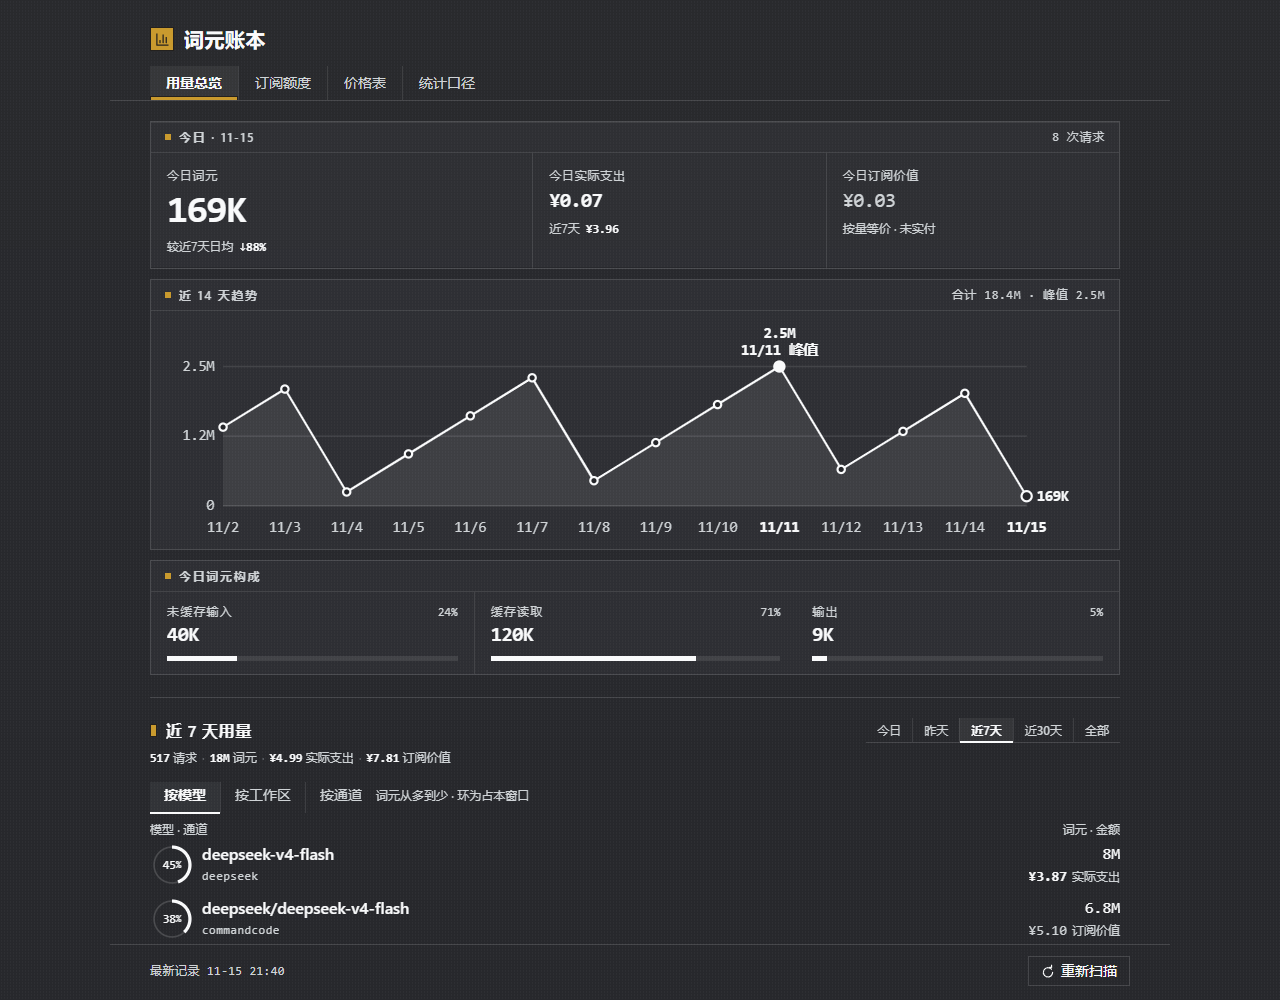 词元账本
用量总览 订阅额度 价格表 统计口径
今日 · 11-15 8 次请求
今日词元 今日实际支出 今日订阅价值
169K ¥0.07 ¥0.03
较近7天日均 ↓88% 近7天 ¥3.96 按量等价 · 未实付
近 14 天趋势 合计 18.4M · 峰值 2.5M
2.5M
11/11 峰值
2.5M
1.2M
0
169K
11/2 11/3 11/4 11/5 11/6 11/7 11/8 11/9 11/10 11/11 11/12 11/13 11/14 11/15
今日词元构成
未缓存输入 24% 缓存读取 71% 输出 5%
40K 120K 9K
近 7 天用量 今日 昨天 近7天 近30天 全部
517 请求 · 18M 词元 · ¥4.99 实际支出 · ¥7.81 订阅价值
按模型 按工作区 按通道 词元从多到少 · 环为占本窗口
模型 · 通道 词元 · 金额
45% deepseek-v4-flash 8M
deepseek ¥3.87 实际支出
38% deepseek/deepseek-v4-flash 6.8M
commandcode ¥5.10 订阅价值
最新记录 11-15 21:40 重新扫描